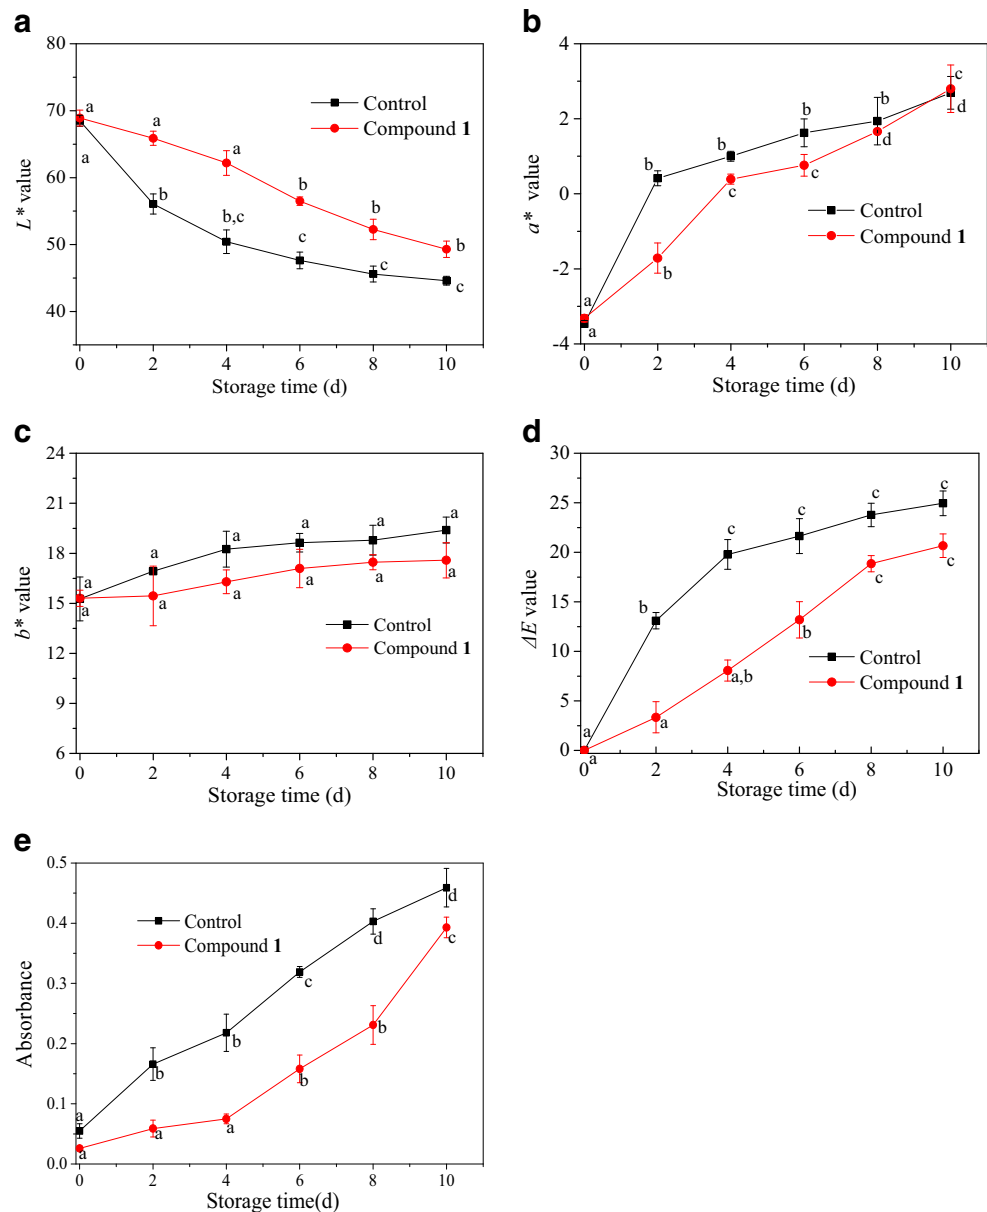 a
80
70
60
50
40
L* value
0 2 4 6 8 10
Storage time (d)
Control
Compound 1
a
a
a
a
b
b
b
b
b,c
c
c
c
b
4
2
0
-2
-4
a* value
0 2 4 6 8 10
Storage time (d)
Control
Compound 1
b
b
b
b
c
a
a
b
c
c
d
d
c
24
21
18
15
12
9
6
b* value
0 2 4 6 8 10
Storage time (d)
Control
Compound 1
a
a
a
a
a
a
a
a
a
a
a
a
d
30
25
20
15
10
5
0
ΔE value
0 2 4 6 8 10
Storage time (d)
Control
Compound 1
a
b
c
c
c
c
a
a
a,b
b
c
c
e
0.5
0.4
0.3
0.2
0.1
0.0
Absorbance
0 2 4 6 8 10
Storage time(d)
Control
Compound 1
a
b
b
c
d
d
a
a
a
b
b
c